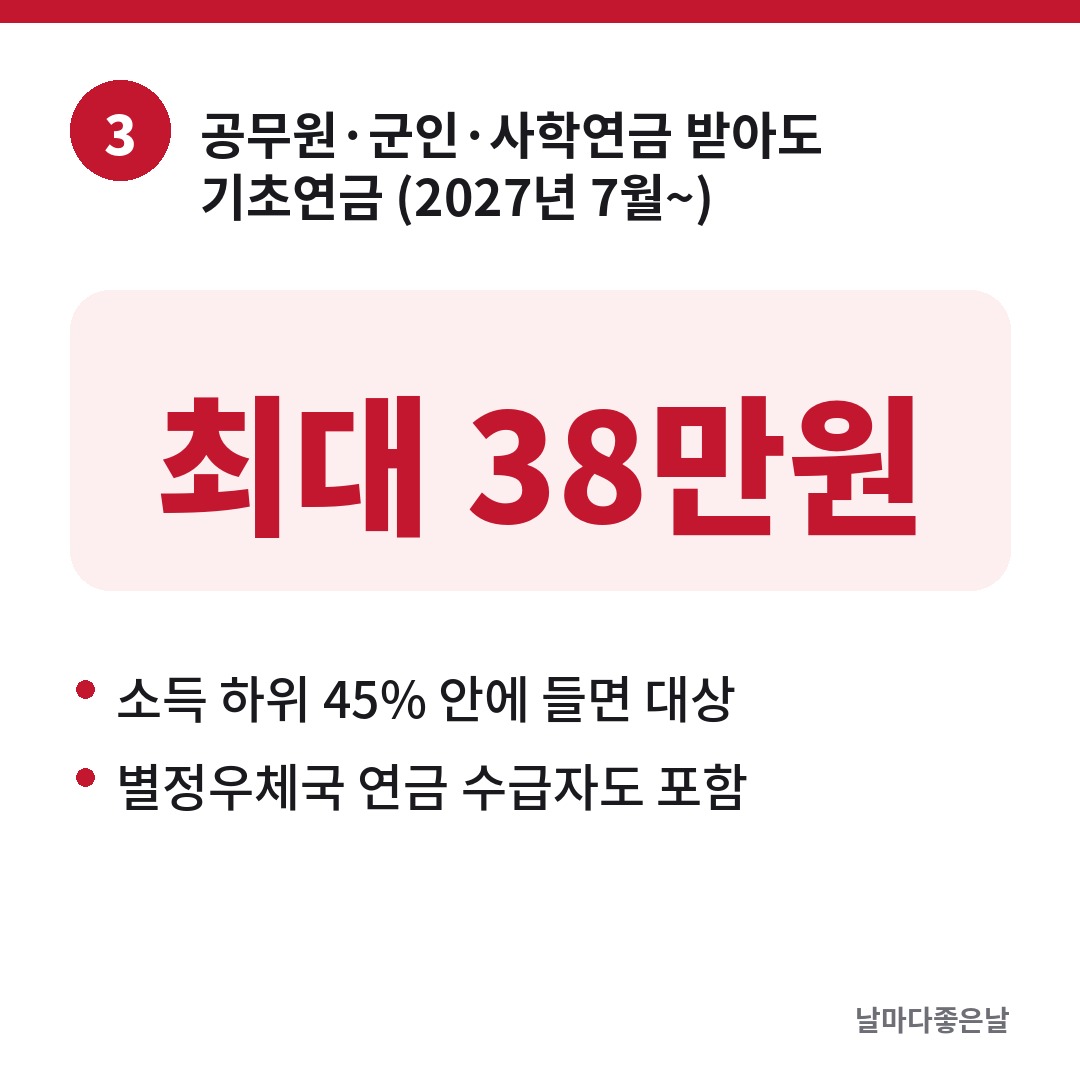 3
공무원·군인·사학연금 받아도
기초연금 (2027년 7월~)
최대 38만원
• 소득 하위 45% 안에 들면 대상
• 별정우체국 연금 수급자도 포함
날마다좋은날